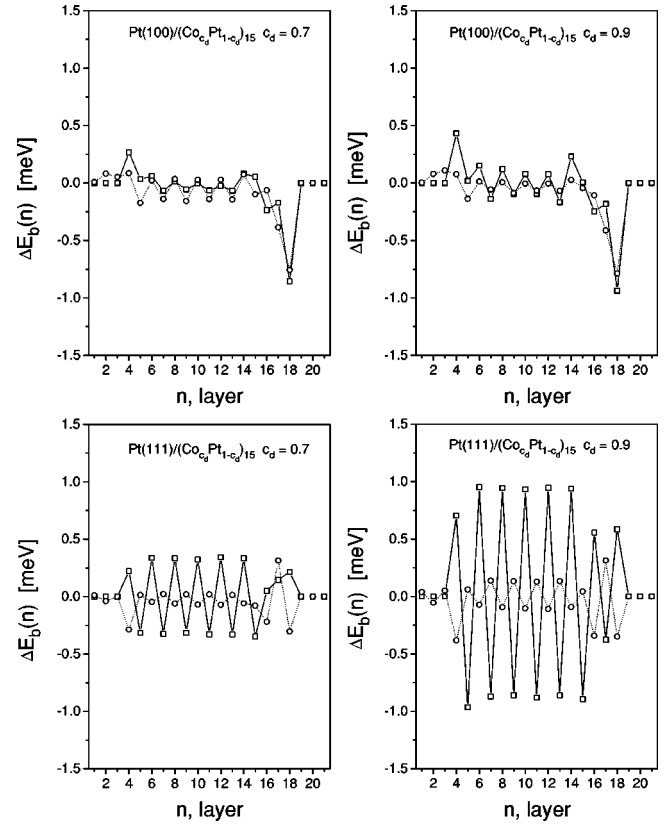 Pt(100)/(Co_{c_d}Pt_{1-c_d})_{15} c_d = 0.7
1.5
1.0
0.5
0.0
-0.5
-1.0
-1.5
ΔE_b(n) [meV]
2 4 6 8 10 12 14 16 18 20
n, layer
Pt(100)/(Co_{c_d}Pt_{1-c_d})_{15} c_d = 0.9
1.5
1.0
0.5
0.0
-0.5
-1.0
-1.5
ΔE_b(n) [meV]
2 4 6 8 10 12 14 16 18 20
n, layer
Pt(111)/(Co_{c_d}Pt_{1-c_d})_{15} c_d = 0.7
1.5
1.0
0.5
0.0
-0.5
-1.0
-1.5
ΔE_b(n) [meV]
2 4 6 8 10 12 14 16 18 20
n, layer
Pt(111)/(Co_{c_d}Pt_{1-c_d})_{15} c_d = 0.9
1.5
1.0
0.5
0.0
-0.5
-1.0
-1.5
ΔE_b(n) [meV]
2 4 6 8 10 12 14 16 18 20
n, layer